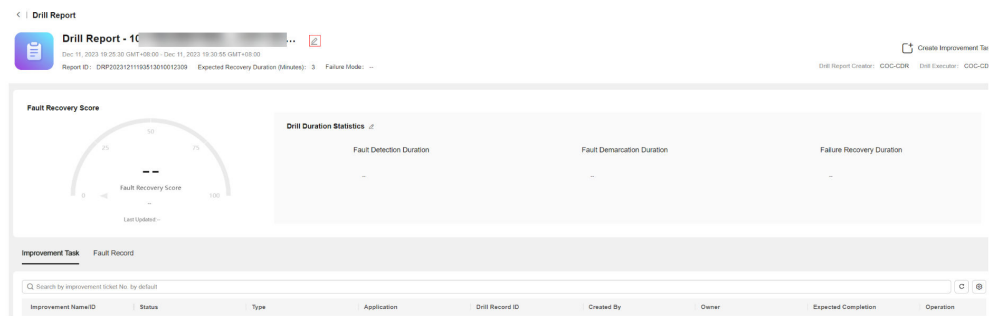 Drill Report
Drill Report - 10 ...
Dec 11, 2023 19:25:30 GMT+08:00 - Dec 11, 2023 19:30:55 GMT+08:00
Report ID: DRP20231211193513010012309 Expected Recovery Duration (Minutes): 3 Failure Mode: --
Create Improvement Tas
Drill Report Creator: COC-CDR Drill Executor: COC-CD
Fault Recovery Score
0 25 50 75 100
--
Fault Recovery Score
--
Last Updated --
Drill Duration Statistics
Fault Detection Duration Fault Demarcation Duration Failure Recovery Duration
-- -- --
Improvement Task Fault Record
Search by improvement ticket No. by default
Improvement Name/ID Status Type Application Drill Record ID Created By Owner Expected Completion Operation